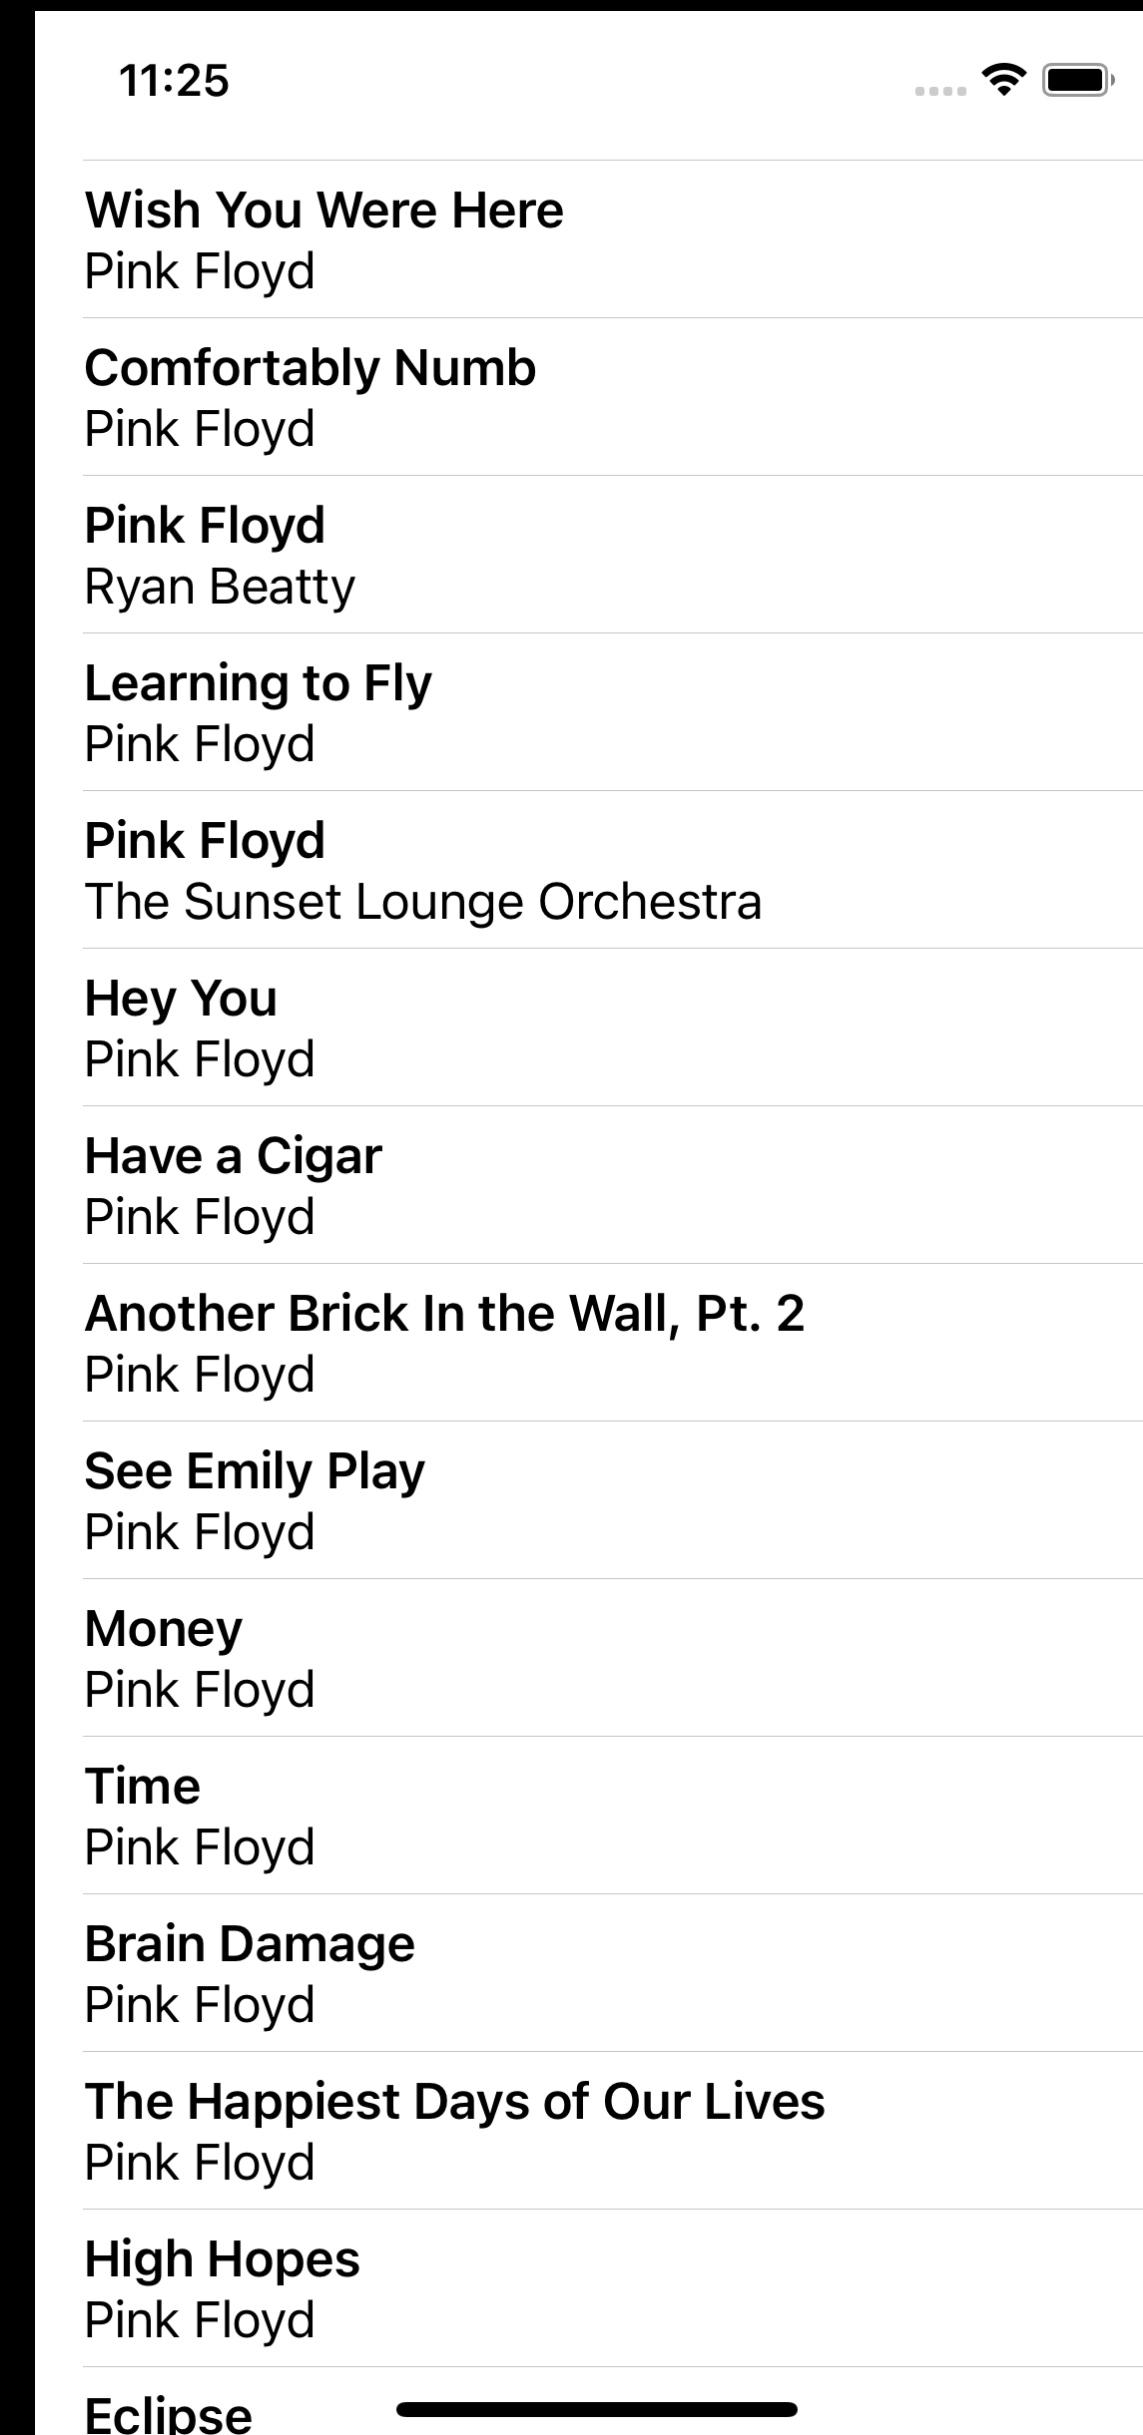 11:25
Wish You Were Here
Pink Floyd
Comfortably Numb
Pink Floyd
Pink Floyd
Ryan Beatty
Learning to Fly
Pink Floyd
Pink Floyd
The Sunset Lounge Orchestra
Hey You
Pink Floyd
Have a Cigar
Pink Floyd
Another Brick In the Wall, Pt. 2
Pink Floyd
See Emily Play
Pink Floyd
Money
Pink Floyd
Time
Pink Floyd
Brain Damage
Pink Floyd
The Happiest Days of Our Lives
Pink Floyd
High Hopes
Pink Floyd
Eclipse